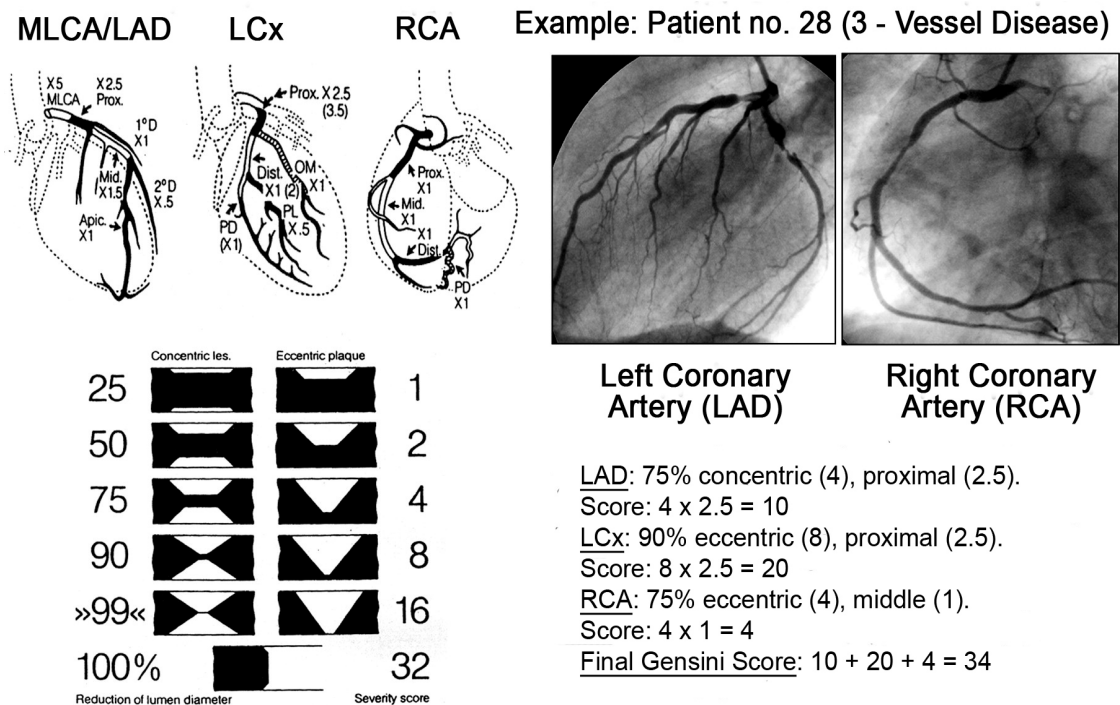 MLCA/LAD
LCx
RCA
Example: Patient no. 28 (3 - Vessel Disease)
X5
MLCA
X2.5
Prox.
1°D
X1
Mid.
X1.5
2°D
X.5
Apic.
X1
Prox. X2.5
(3.5)
Dist.
X1 (2)
OM
X1
PL
X.5
PD
(X1)
Prox.
X1
Mid.
X1
X1
Dist.
PD
X1
Left Coronary
Artery (LAD)
Right Coronary
Artery (RCA)
Concentric les.
Eccentric plaque
25
1
50
2
75
4
90
8
»99«
16
100%
32
Reduction of lumen diameter
Severity score
LAD: 75% concentric (4), proximal (2.5).
Score: 4 x 2.5 = 10
LCx: 90% eccentric (8), proximal (2.5).
Score: 8 x 2.5 = 20
RCA: 75% eccentric (4), middle (1).
Score: 4 x 1 = 4
Final Gensini Score: 10 + 20 + 4 = 34